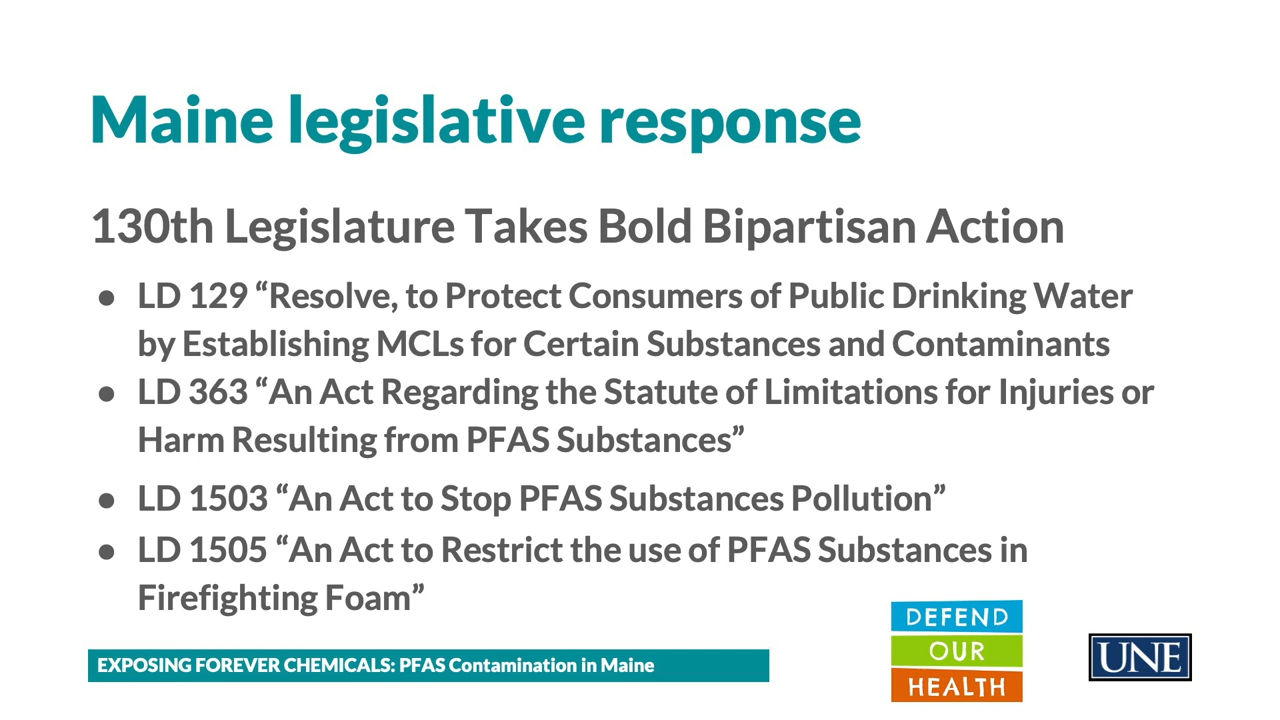 Maine legislative response
130th Legislature Takes Bold Bipartisan Action
● LD 129 “Resolve, to Protect Consumers of Public Drinking Water
by Establishing MCLs for Certain Substances and Contaminants
● LD 363 “An Act Regarding the Statute of Limitations for Injuries or
Harm Resulting from PFAS Substances”
● LD 1503 “An Act to Stop PFAS Substances Pollution”
● LD 1505 “An Act to Restrict the use of PFAS Substances in
Firefighting Foam”
EXPOSING FOREVER CHEMICALS: PFAS Contamination in Maine
DEFEND
OUR
HEALTH
UNE